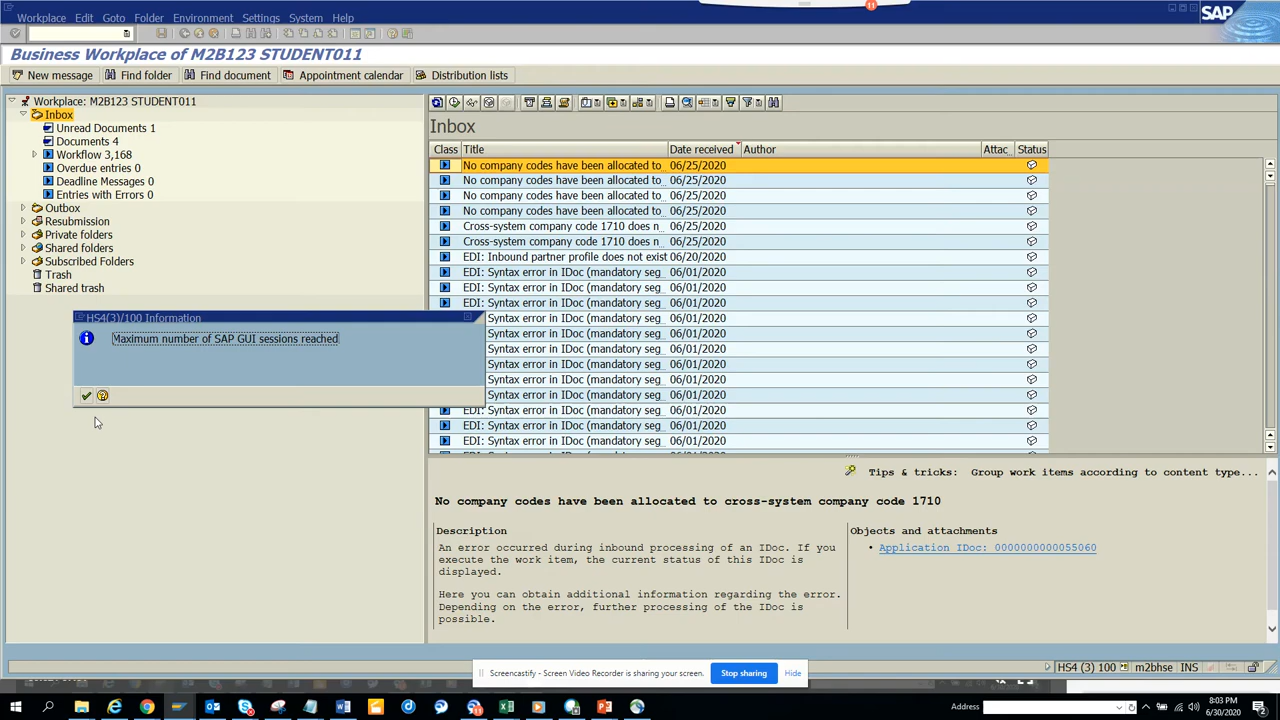 11
Workplace Edit Goto Folder Environment Settings System Help
SAP
Business Workplace of M2B123 STUDENT011
New message Find folder Find document Appointment calendar Distribution lists
Workplace: M2B123 STUDENT011
Inbox
Unread Documents 1
Documents 4
Workflow 3,168
Overdue entries 0
Deadline Messages 0
Entries with Errors 0
Outbox
Resubmission
Private folders
Shared folders
Subscribed Folders
Trash
Shared trash
HS4(3)/100 Information
Maximum number of SAP GUI sessions reached
Inbox
Class Title Date received Author Attac... Status
No company codes have been allocated to... 06/25/2020
No company codes have been allocated to... 06/25/2020
No company codes have been allocated to... 06/25/2020
No company codes have been allocated to... 06/25/2020
Cross-system company code 1710 does n... 06/25/2020
Cross-system company code 1710 does n... 06/25/2020
EDI: Inbound partner profile does not exist 06/20/2020
EDI: Syntax error in IDoc (mandatory seg... 06/01/2020
EDI: Syntax error in IDoc (mandatory seg... 06/01/2020
EDI: Syntax error in IDoc (mandatory seg... 06/01/2020
Syntax error in IDoc (mandatory seg... 06/01/2020
Syntax error in IDoc (mandatory seg... 06/01/2020
Syntax error in IDoc (mandatory seg... 06/01/2020
Syntax error in IDoc (mandatory seg... 06/01/2020
Syntax error in IDoc (mandatory seg... 06/01/2020
Syntax error in IDoc (mandatory seg... 06/01/2020
EDI: Syntax error in IDoc (mandatory seg... 06/01/2020
EDI: Syntax error in IDoc (mandatory seg... 06/01/2020
EDI: Syntax error in IDoc (mandatory seg... 06/01/2020
Tips & tricks: Group work items according to content type...
No company codes have been allocated to cross-system company code 1710
Description
An error occurred during inbound processing of an IDoc. If you
execute the work item, the current status of this IDoc is
displayed.
Here you can obtain additional information regarding the error.
Depending on the error, further processing of the IDoc is
possible.
Objects and attachments
• Application IDoc: 0000000000055060
HS4 (3) 100 m2bhse INS
Screencastify - Screen Video Recorder is sharing your screen. Stop sharing Hide
Address
8:03 PM
6/30/2020
2